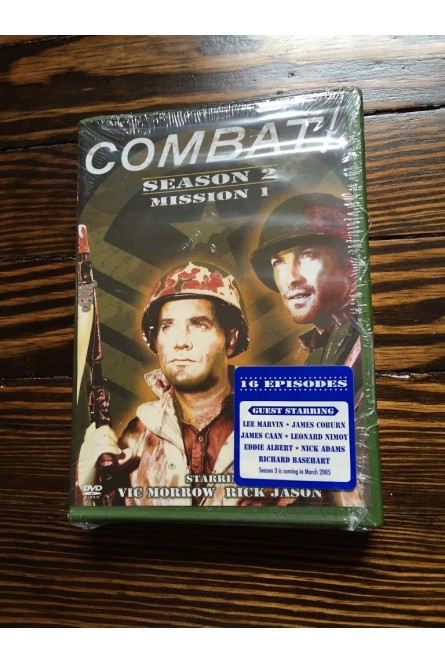 COMBAT!
SEASON 2
MISSION 1
16 EPISODES
GUEST STARRING
LEE MARVIN • JAMES COBURN
JAMES CAAN • LEONARD NIMOY
EDDIE ALBERT • NICK ADAMS
RICHARD BASEHART
Season 3 is coming in March 2005
VIC MORROW RICK JASON
DVD
VIDEO